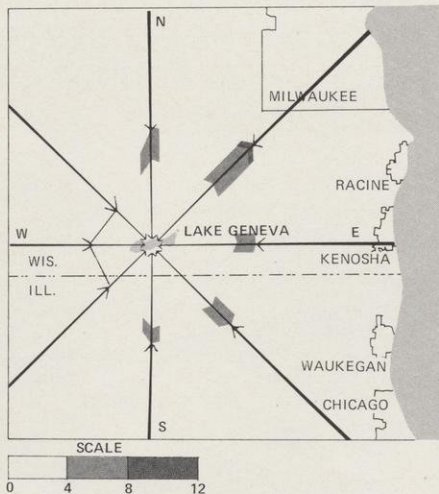 N
MILWAUKEE
RACINE
LAKE GENEVA
W
E
WIS.
KENOSHA
ILL.
WAUKEGAN
CHICAGO
S
SCALE
0 4 8 12